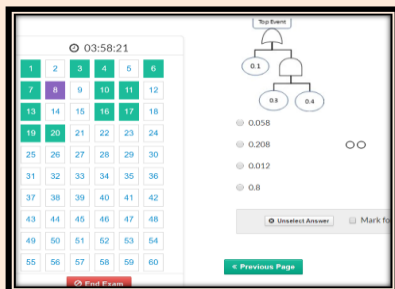 03:58:21
1 2 3 4 5 6
7 8 9 10 11 12
13 14 15 16 17 18
19 20 21 22 23 24
25 26 27 28 29 30
31 32 33 34 35 36
37 38 39 40 41 42
43 44 45 46 47 48
49 50 51 52 53 54
55 56 57 58 59 60
End Exam
Top Event
0.1
0.4
0.058
0.208
0.012
0.8
Unselect Answer
Mark fo
« Previous Page